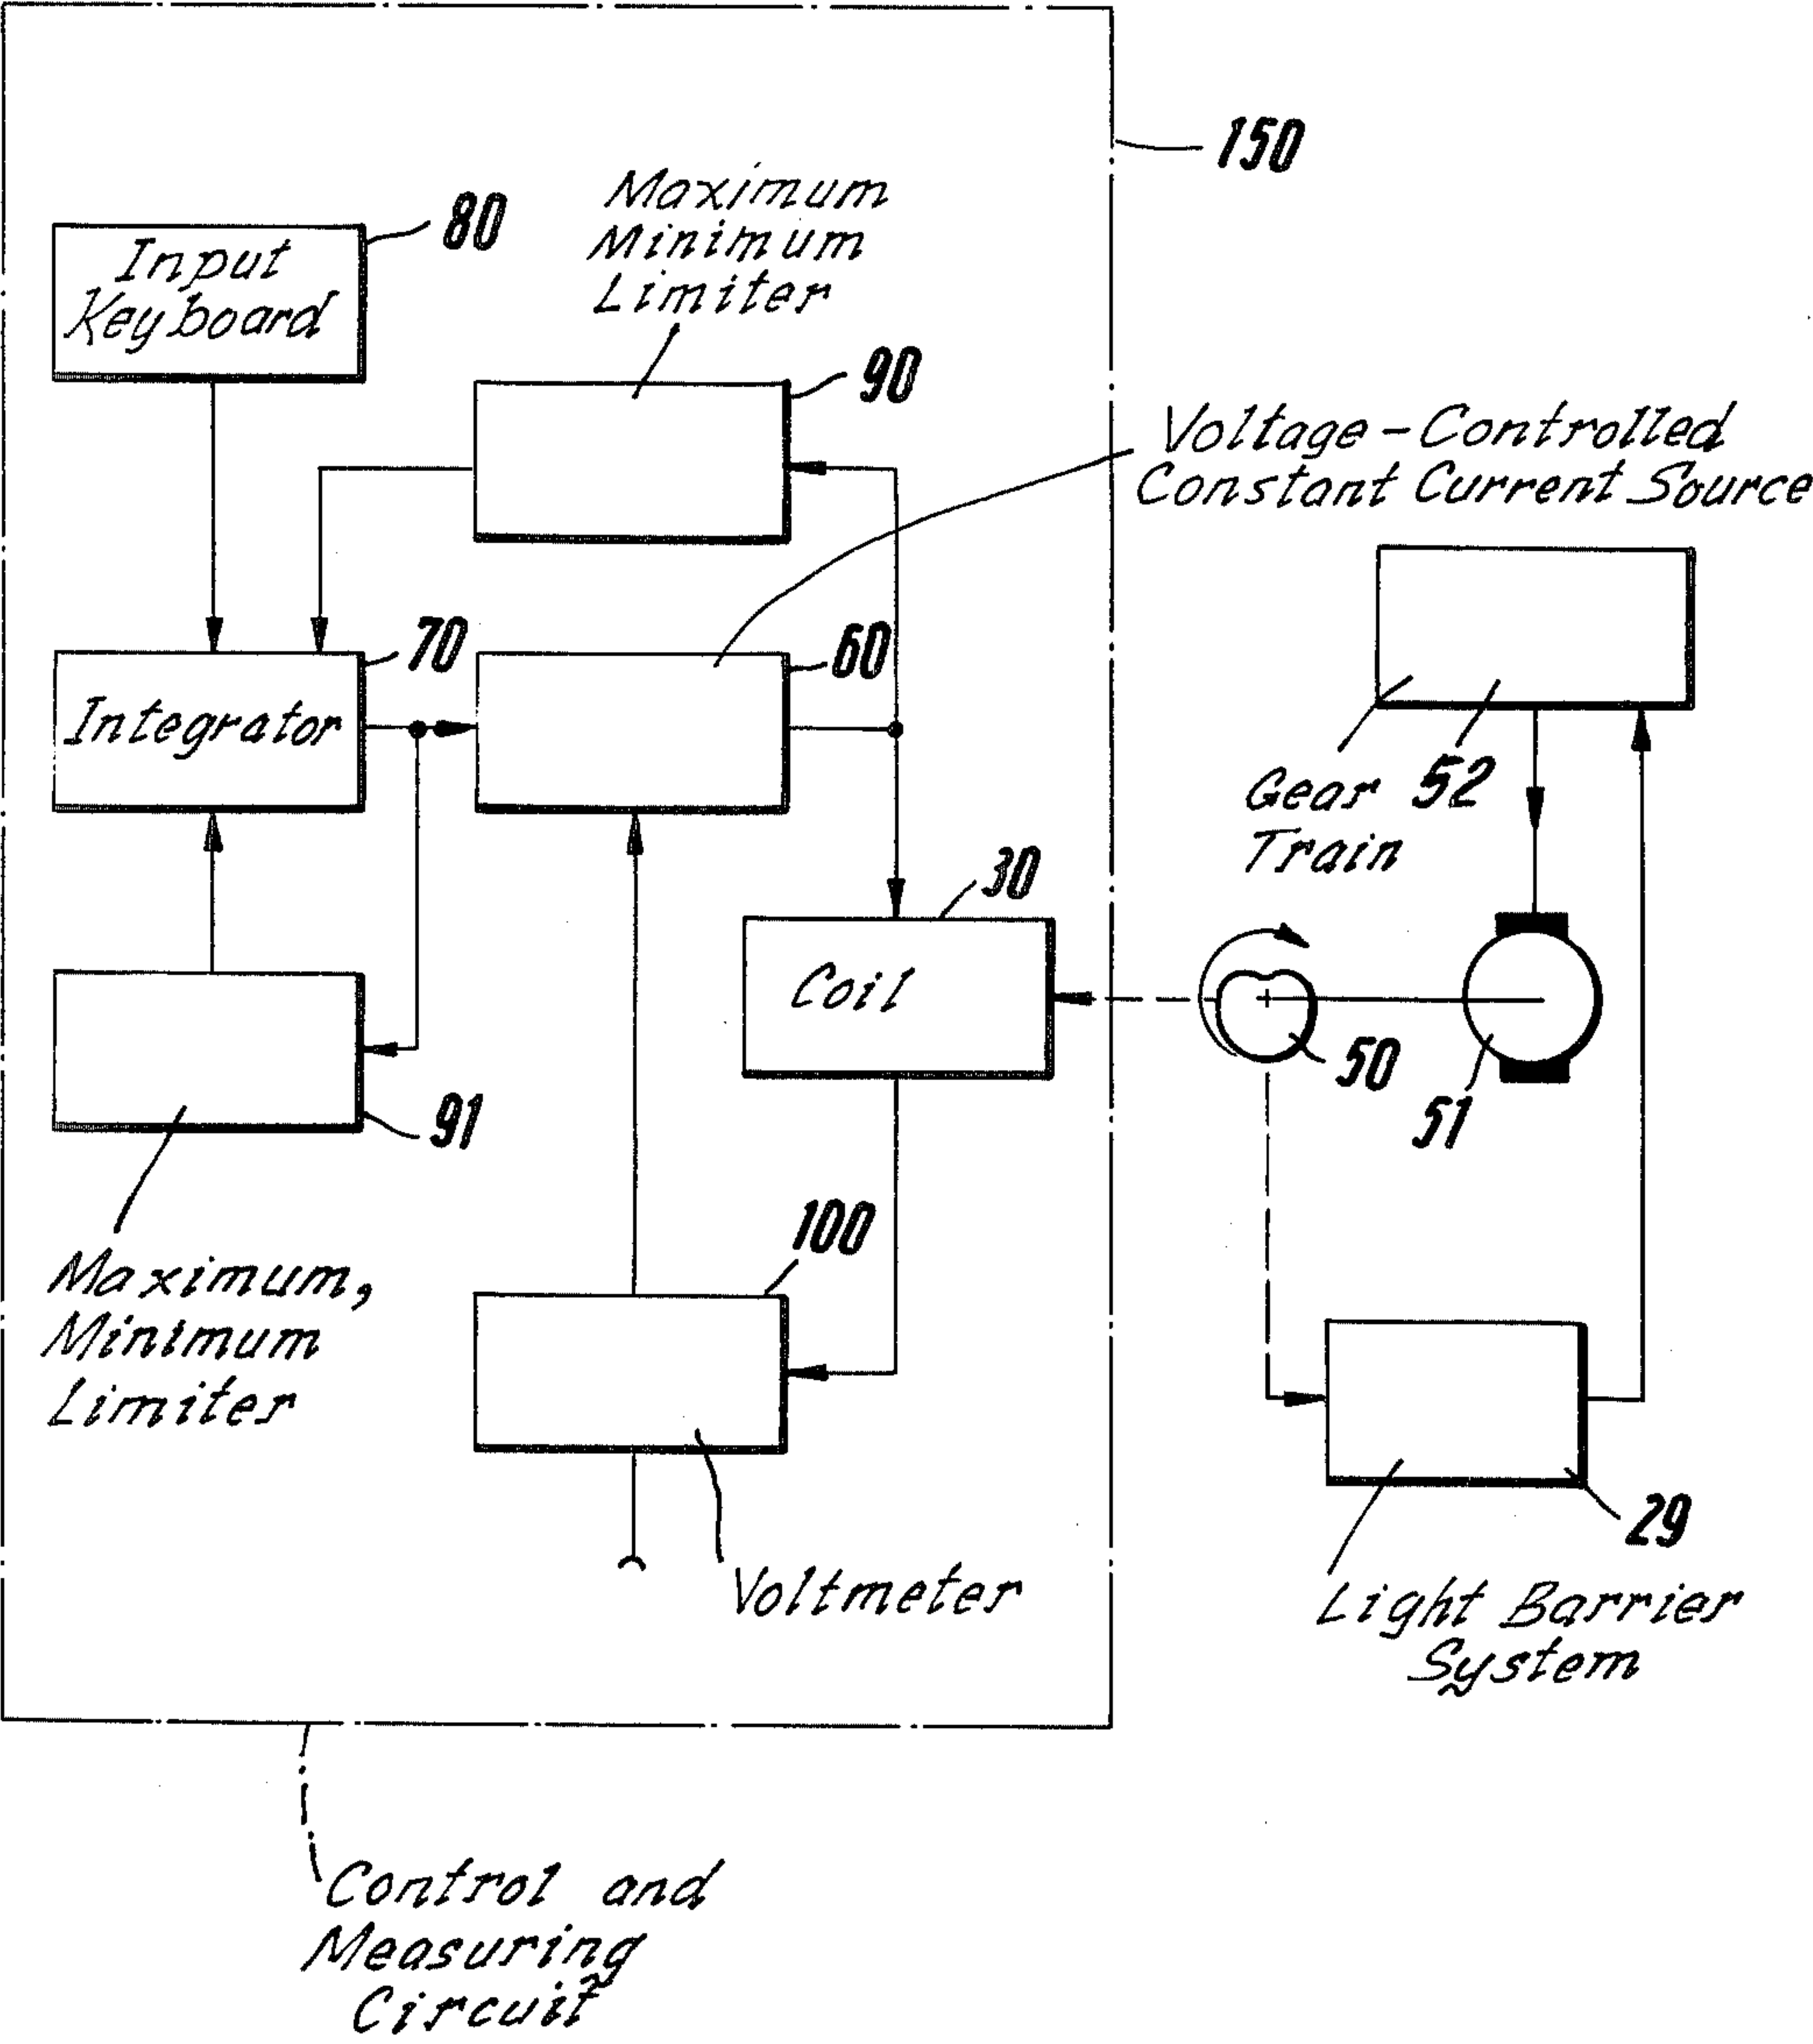 150
Maximum
Minimum
Limiter
80
Input
Keyboard
90
Voltage-Controlled
Constant Current Source
70
60
Integrator
52
Gear
Train
30
Coil
50
51
91
100
Maximum,
Minimum
Limiter
29
Voltmeter
Light Barrier
System
Control and
Measuring
Circuit